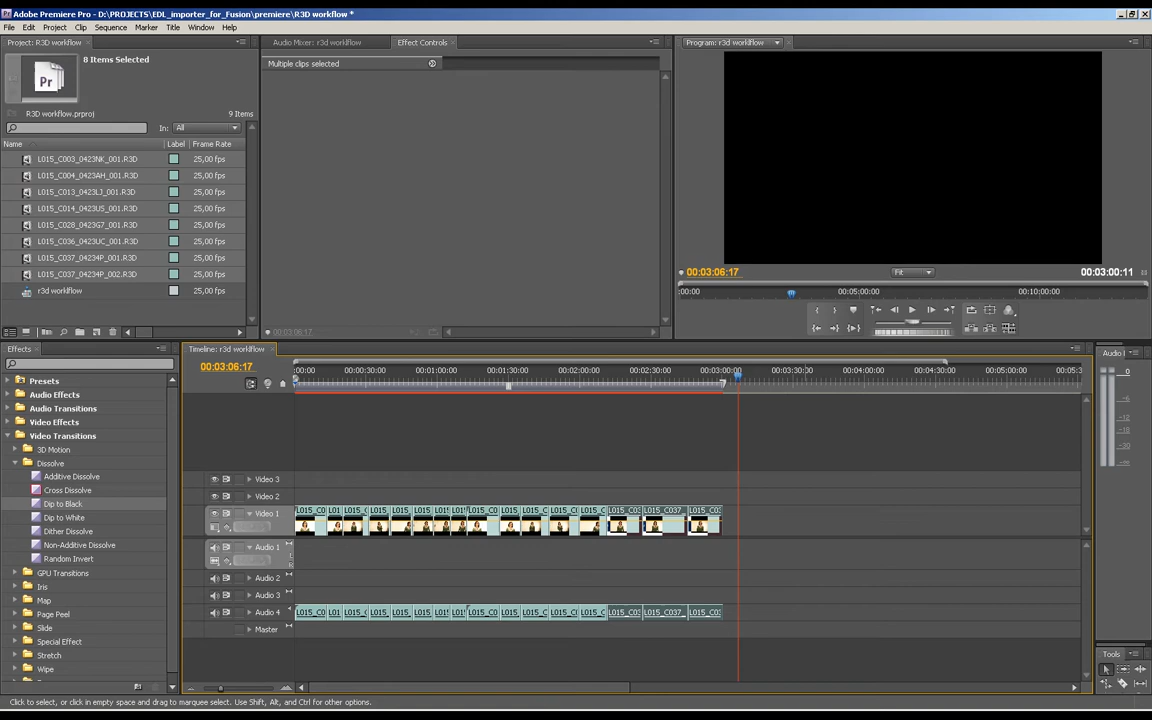 Adobe Premiere Pro - D:\PROJECTS\EDL_importer_for_Fusion\premiere\R3D workflow *
File Edit Project Clip Sequence Marker Title Window Help
Project: R3D workflow
8 Items Selected
Pr
R3D workflow.prproj
9 Items
In: All
Name Label Frame Rate
L015_C003_0423NK_001.R3D 25,00 fps
L015_C004_0423AH_001.R3D 25,00 fps
L015_C013_0423LJ_001.R3D 25,00 fps
L015_C014_0423US_001.R3D 25,00 fps
L015_C028_0423G7_001.R3D 25,00 fps
L015_C036_0423UC_001.R3D 25,00 fps
L015_C037_04234P_001.R3D 25,00 fps
L015_C037_04234P_002.R3D 25,00 fps
r3d workflow 25,00 fps
Audio Mixer: r3d workflow Effect Controls
Multiple clips selected
00:03:06:17
Program: r3d workflow
00:03:06:17 Fit 00:03:00:11
:00:00 00:05:00:00 00:10:00:00
Effects
Presets
Audio Effects
Audio Transitions
Video Effects
Video Transitions
3D Motion
Dissolve
Additive Dissolve
Cross Dissolve
Dip to Black
Dip to White
Dither Dissolve
Non-Additive Dissolve
Random Invert
GPU Transitions
Iris
Map
Page Peel
Slide
Special Effect
Stretch
Wipe
Timeline: r3d workflow
00:03:06:17
:00:00 00:00:30:00 00:01:00:00 00:01:30:00 00:02:00:00 00:02:30:00 00:03:00:00 00:03:30:00 00:04:00:00 00:04:30:00 00:05:00:00 00:05:3
Video 3
Video 2
Video 1
Audio 1
Audio 2
Audio 3
Audio 4
Master
Audio
0
-6
-12
-18
-30
Tools
Click to select, or click in empty space and drag to marquee select. Use Shift, Alt, and Ctrl for other options.